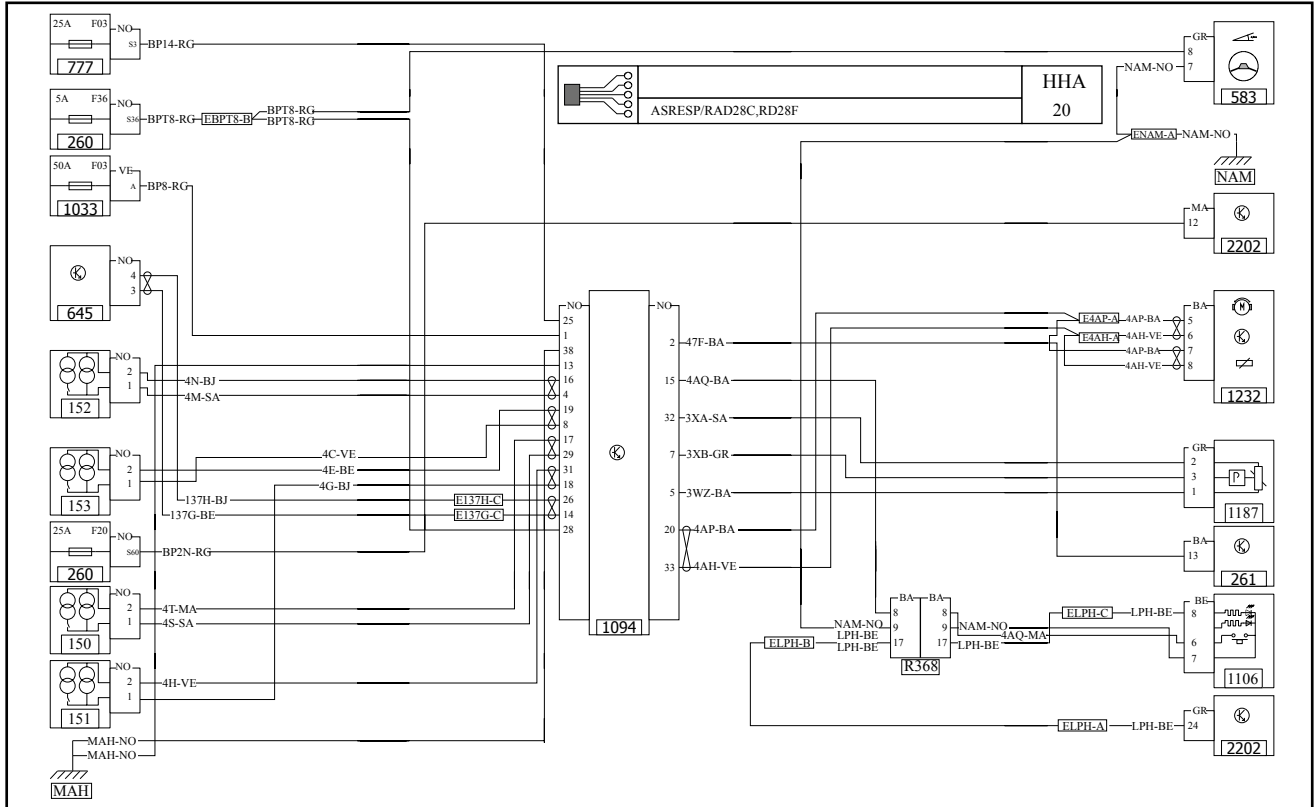 25A F03
NO
S3
BP14-RG
777
5A F36
NO
S36
BPT8-RG
EBPT8-B
BPT8-RG
BPT8-RG
260
50A F03
VE
A
BP8-RG
1033
NO
4
3
645
NO
2
1
4N-BJ
4M-SA
152
NO
2
1
4C-VE
4E-BE
4G-BJ
153
137H-BJ
E137H-C
137G-BE
E137G-C
25A F20
NO
S60
BP2N-RG
260
NO
2
1
4T-MA
4S-SA
150
NO
2
1
4H-VE
151
MAH-NO
MAH-NO
MAH
ASRESP/RAD28C,RD28F
HHA
20
NO
25
1
38
13
16
4
19
8
17
29
31
18
26
14
28
1094
NO
2
47F-BA
15
4AQ-BA
32
3XA-SA
7
3XB-GR
5
3WZ-BA
20
4AP-BA
33
4AH-VE
GR
8
7
NAM-NO
583
ENAM-A
NAM-NO
NAM
MA
12
2202
BA
E4AP-A
4AP-BA
5
E4AH-A
4AH-VE
6
4AP-BA
7
4AH-VE
8
M
1232
GR
2
3
1
P
1187
BA
13
261
BA
8
9
17
BA
8
9
17
NAM-NO
LPH-BE
LPH-BE
ELPH-B
R368
NAM-NO
4AQ-MA
LPH-BE
ELPH-C
LPH-BE
BE
8
6
7
1106
ELPH-A
LPH-BE
GR
24
2202